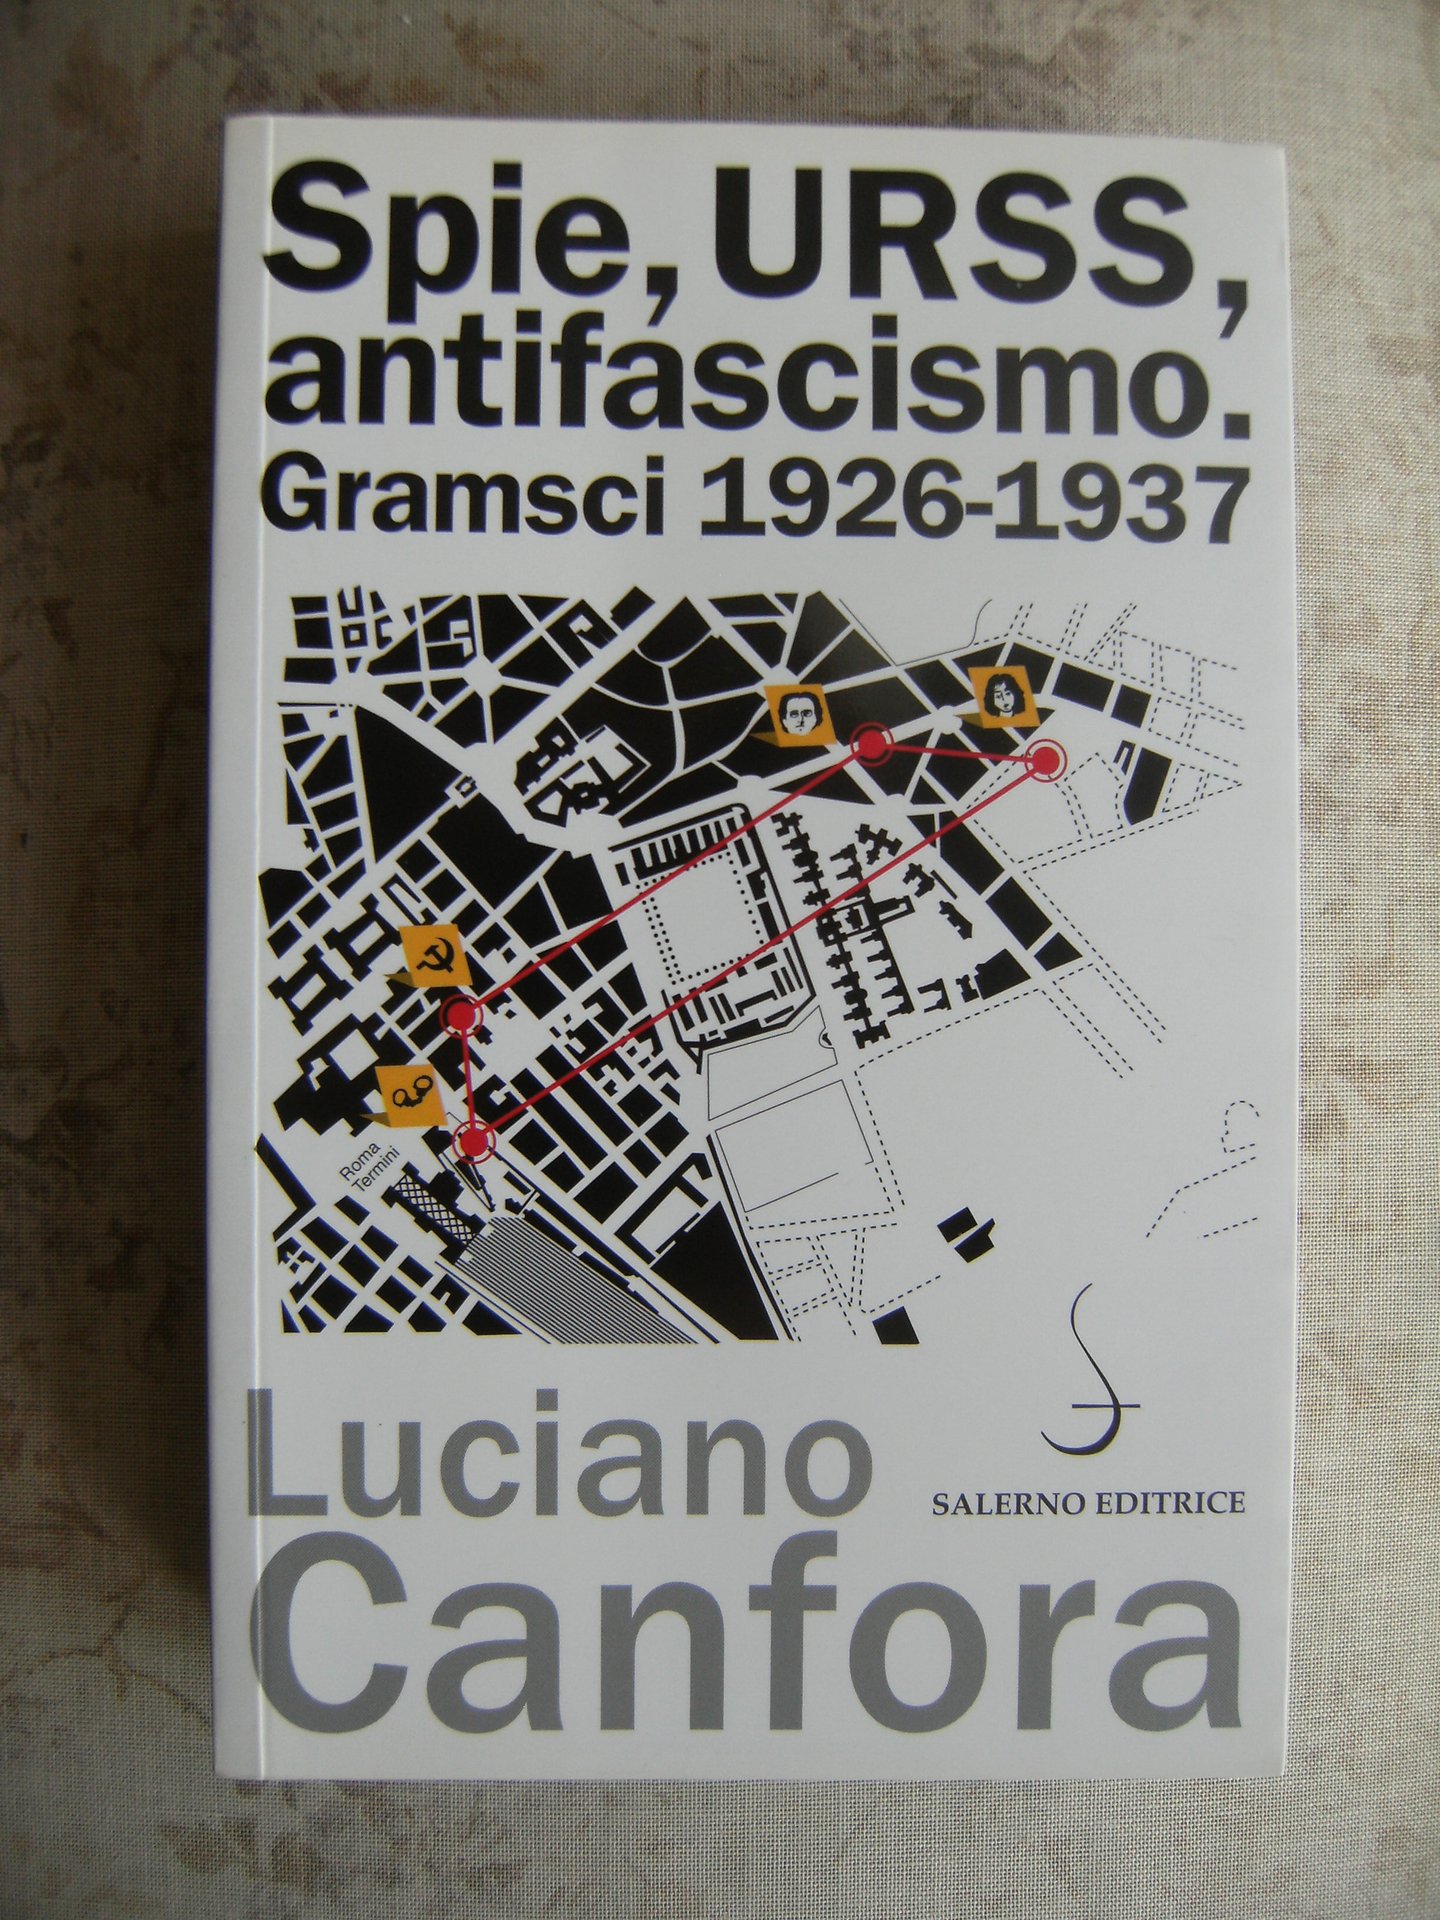 Spie, URSS,
antifascismo.
Gramsci 1926-1937
Roma
Termini
Luciano
SALERNO EDITRICE
Canfora